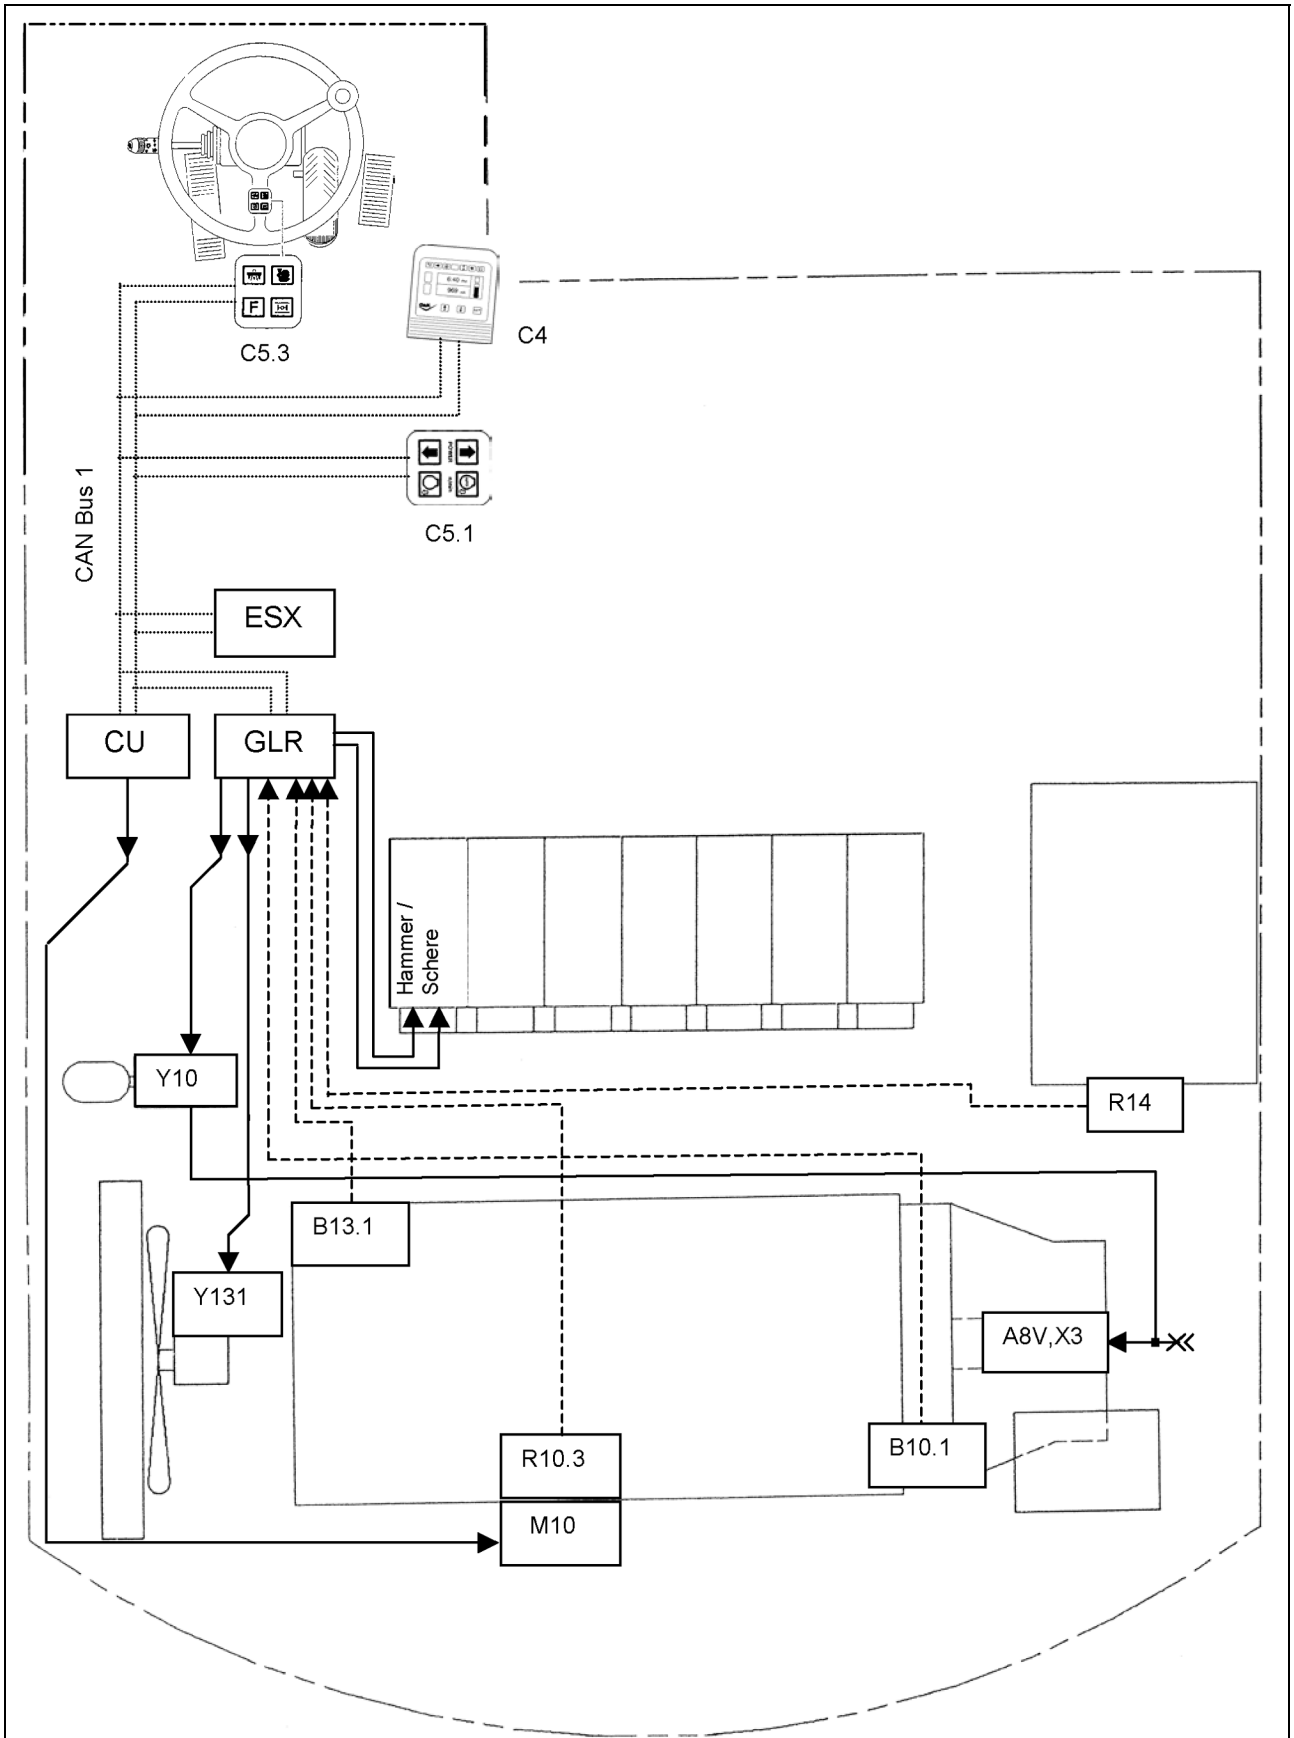 C5.3
F
C4
POWER
C5.1
CAN Bus 1
ESX
CU
GLR
Hammer /
Schere
Y10
R14
B13.1
Y131
A8V,X3
R10.3
B10.1
M10